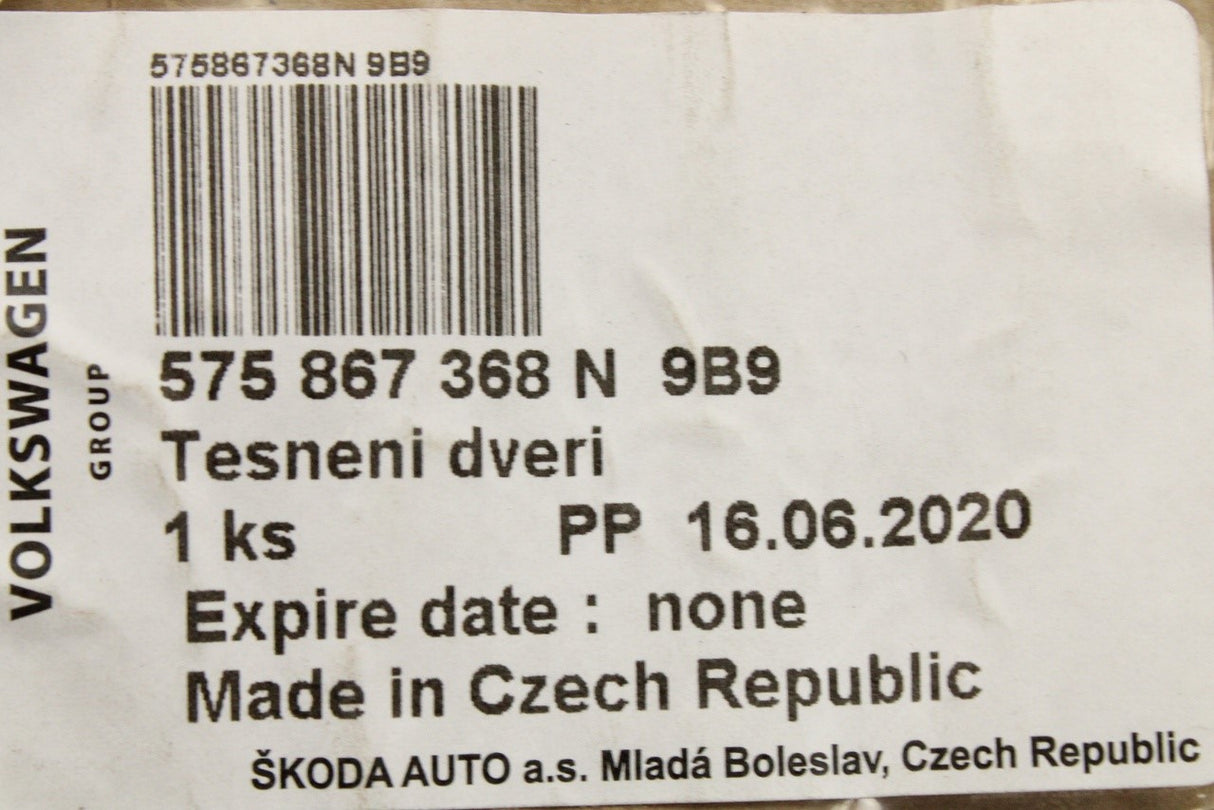 575867368N 9B9
VOLKSWAGEN
GROUP
575 867 368 N 9B9
Tesneni dveri
1 ks PP 16.06.2020
Expire date : none
Made in Czech Republic
ŠKODA AUTO a.s. Mladá Boleslav, Czech Republic